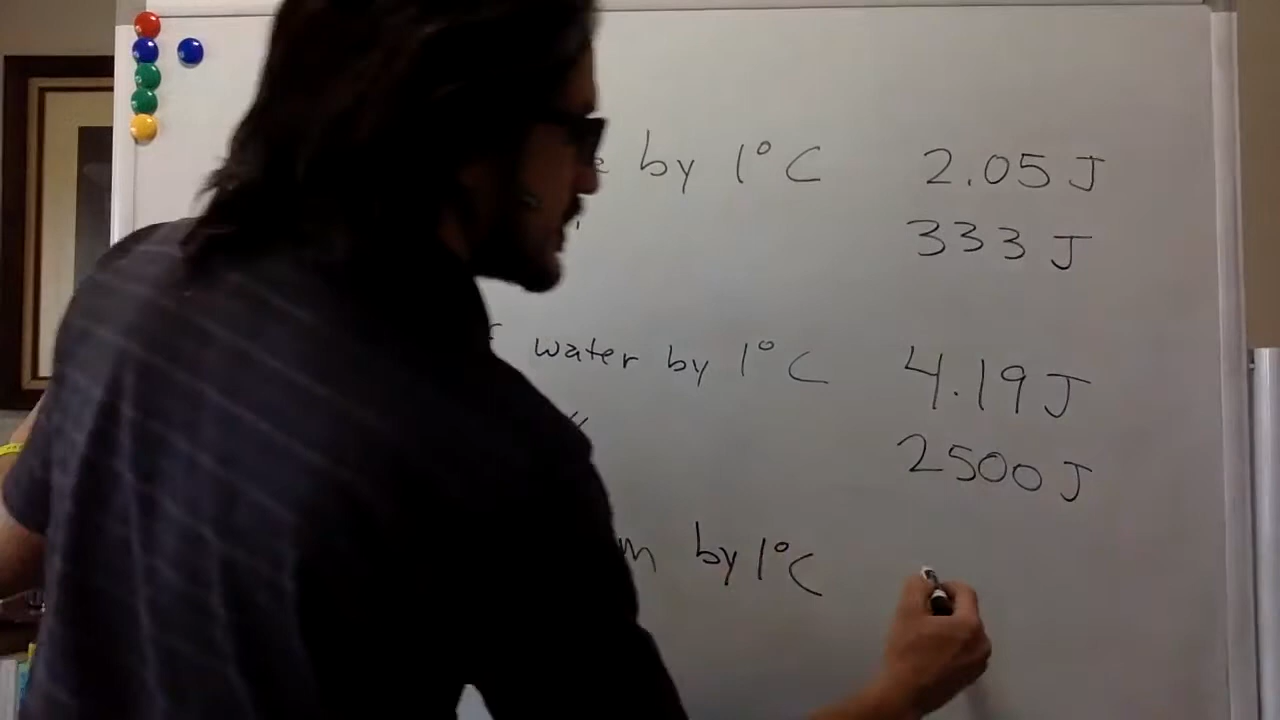 by 1°C 2.05 J
333 J
water by 1°C 4.19 J
2500 J
by 1°C